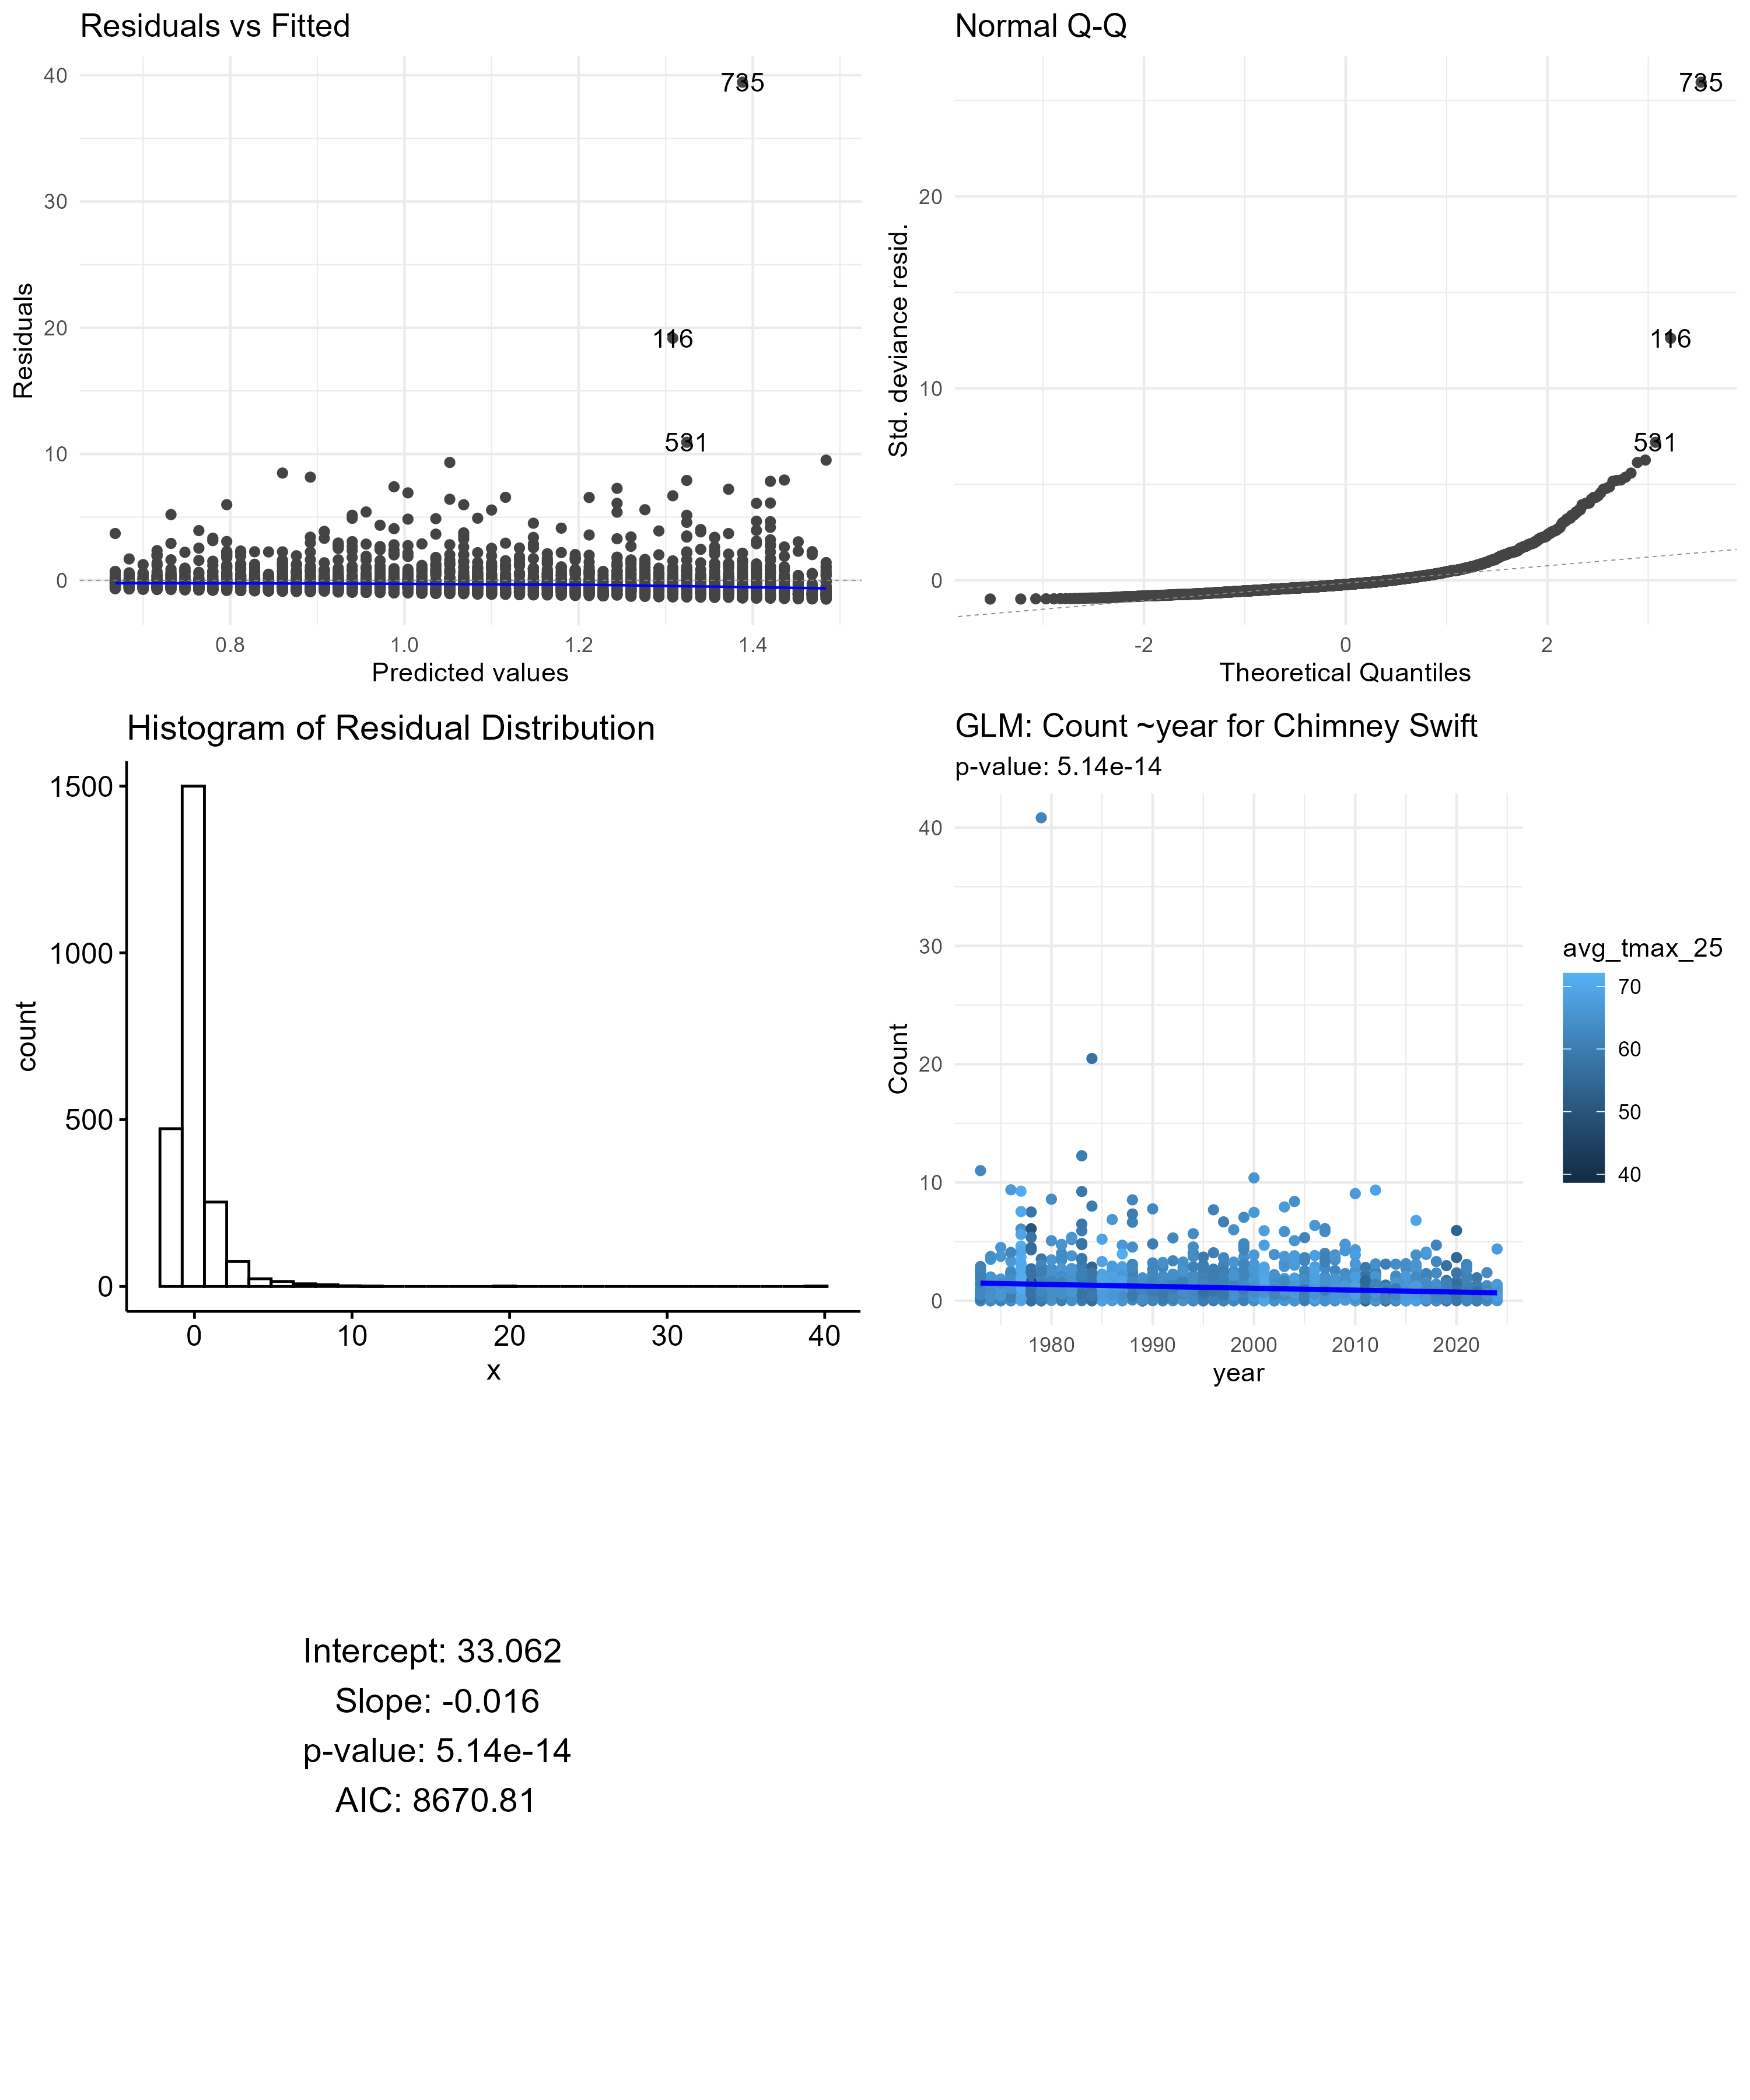 Residuals vs Fitted
40
30
20
10
0
Residuals
735
116
531
0.8 1.0 1.2 1.4
Predicted values
Normal Q-Q
20
10
0
Std. deviance resid.
735
116
531
-2 0 2
Theoretical Quantiles
Histogram of Residual Distribution
1500
1000
500
0
count
0 10 20 30 40
x
GLM: Count ~year for Chimney Swift
p-value: 5.14e-14
40
30
20
10
0
Count
1980 1990 2000 2010 2020
year
avg_tmax_25
70
60
50
40
Intercept: 33.062
Slope: -0.016
p-value: 5.14e-14
AIC: 8670.81